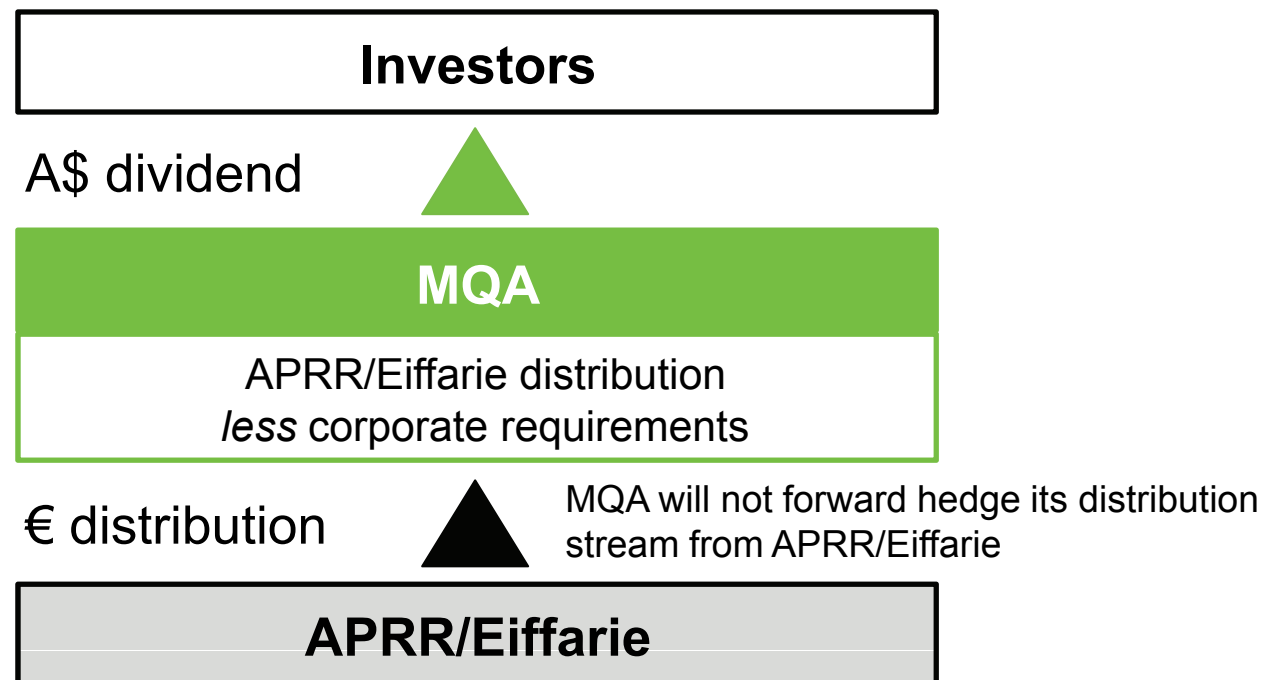 Investors
A$ dividend
MQA
APRR/Eiffarie distribution
less corporate requirements
€ distribution
MQA will not forward hedge its distribution
stream from APRR/Eiffarie
APRR/Eiffarie